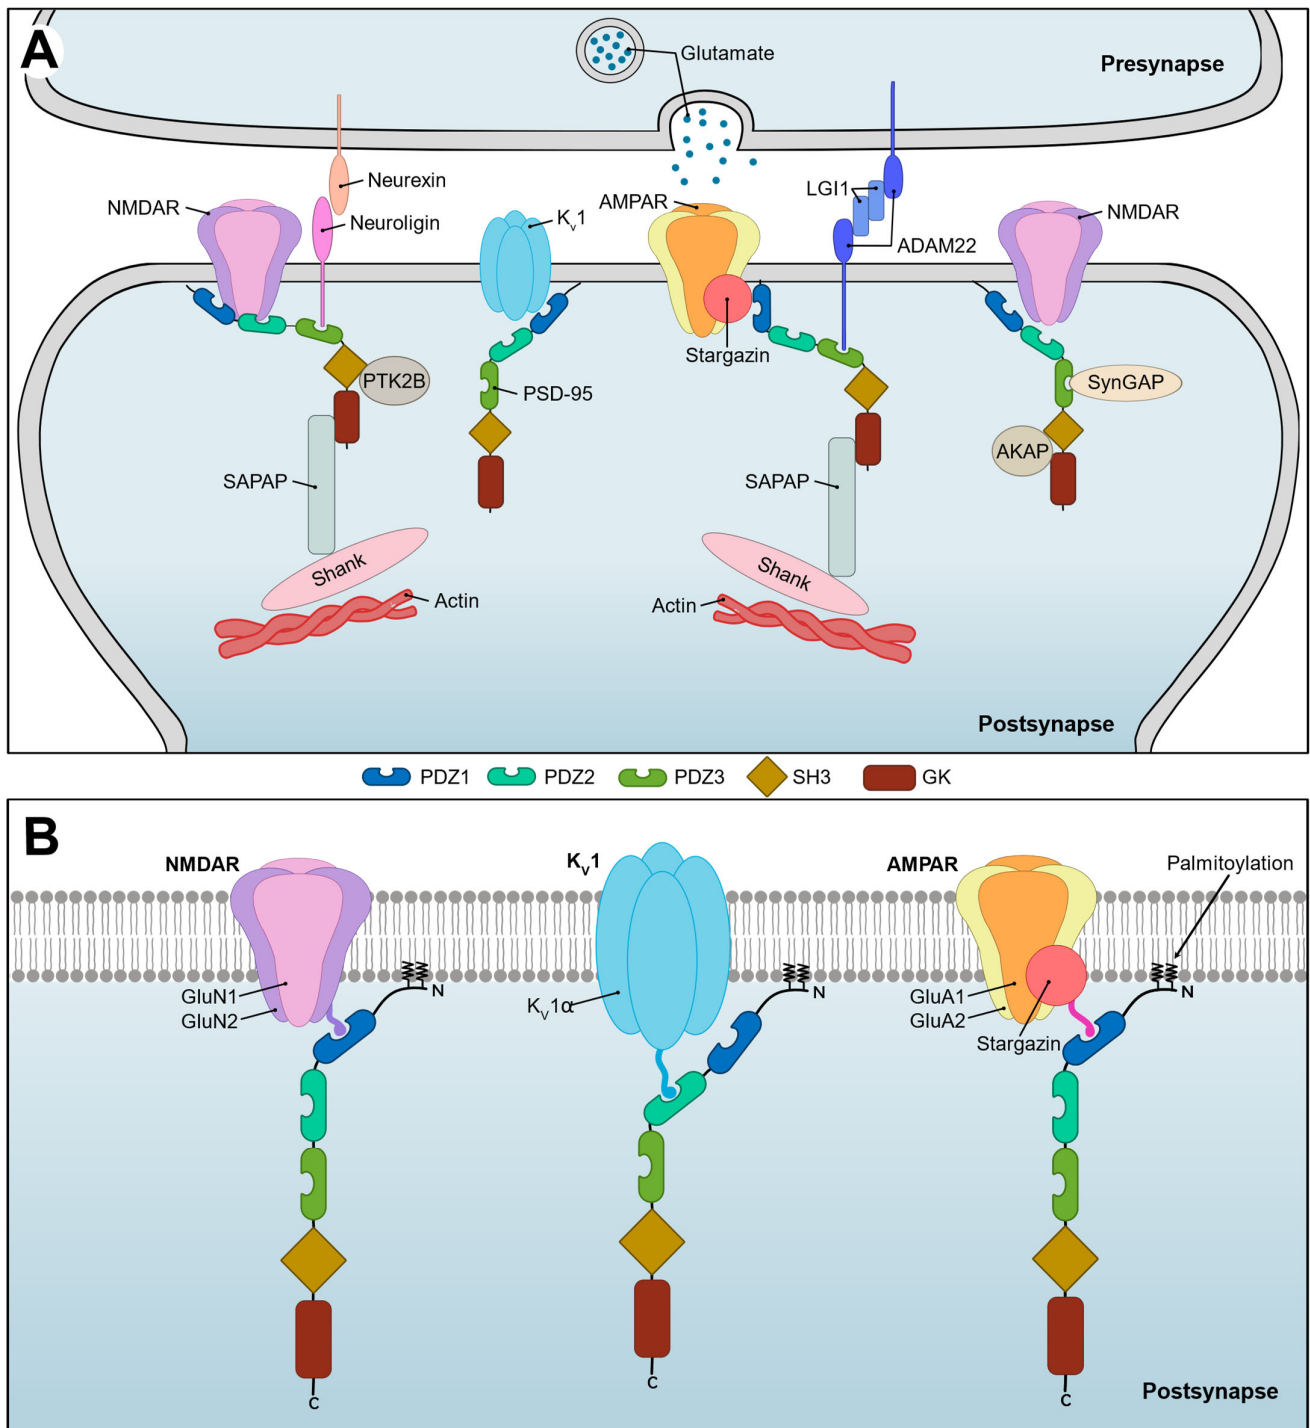 A
Glutamate
Presynapse
Neurexin
NMDAR
Neuroligin
Kv1
AMPAR
LGI1
ADAM22
NMDAR
Stargazin
PTK2B
PSD-95
SynGAP
AKAP
SAPAP
SAPAP
Shank
Shank
Actin
Actin
Postsynapse
PDZ1 PDZ2 PDZ3 SH3 GK
B
NMDAR
KV1
AMPAR
Palmitoylation
GluN1
GluN2
N
KV1α
N
GluA1
GluA2
Stargazin
N
C
C
C
Postsynapse